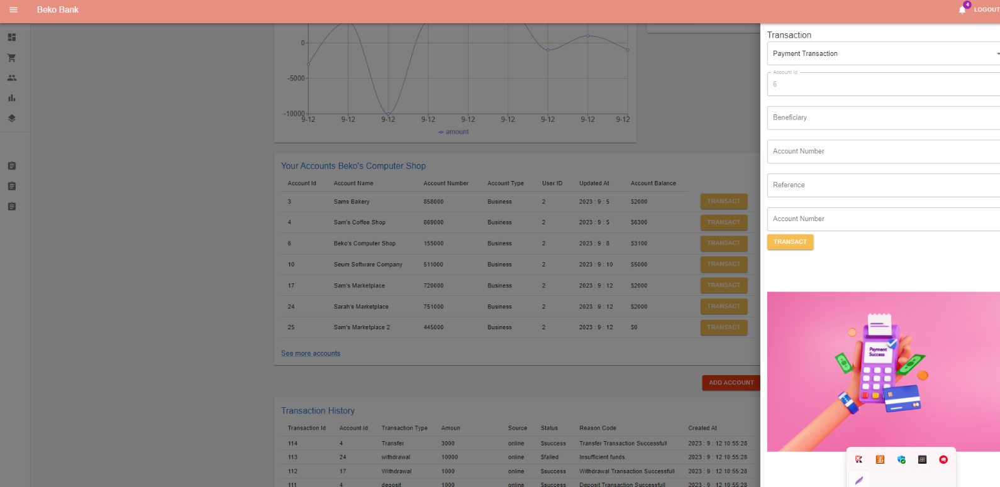 Beko Bank
4
LOGOUT
0
-5000
-10000
9-12 9-12 9-12 9-12 9-12 9-12 9-12 9-12 9-12
amount
Your Accounts Beko's Computer Shop
Account Id Account Name Account Number Account Type User ID Updated At Account Balance
3 Sams Bakery 858000 Business 2 2023 : 9 : 5 $2000 TRANSACT
4 Sam's Coffee Shop 869000 Business 2 2023 : 9 : 5 $6300 TRANSACT
6 Beko's Computer Shop 155000 Business 2 2023 : 9 : 8 $3100 TRANSACT
10 Seum Software Company 511000 Business 2 2023 : 9 : 10 $5000 TRANSACT
17 Sam's Marketplace 720000 Business 2 2023 : 9 : 12 $2000 TRANSACT
24 Sarah's Marketplace 751000 Business 2 2023 : 9 : 12 $2000 TRANSACT
25 Sam's Marketplace 2 445000 Business 2 2023 : 9 : 12 $0 TRANSACT
See more accounts
ADD ACCOUNT
Transaction History
Transaction Id Account Id Transaction Type Amoun Source Status Reason Code Created At
114 4 Transfer 3000 online $success Transfer Transaction Successfull 2023 : 9 : 12 10:55:28
113 24 withdrawal 10000 online $failed Insufficient funds. 2023 : 9 : 12 10:55:28
112 17 Withdrawal 1000 online $success Withdrawal Transaction Successfull 2023 : 9 : 12 10:55:28
111 4 deposit 1000 online $success Deposit Transaction Successfull 2023 : 9 : 12 10:55:28
Transaction
Payment Transaction
Account Id
6
Beneficiary
Account Number
Reference
Account Number
TRANSACT
Payment
Success